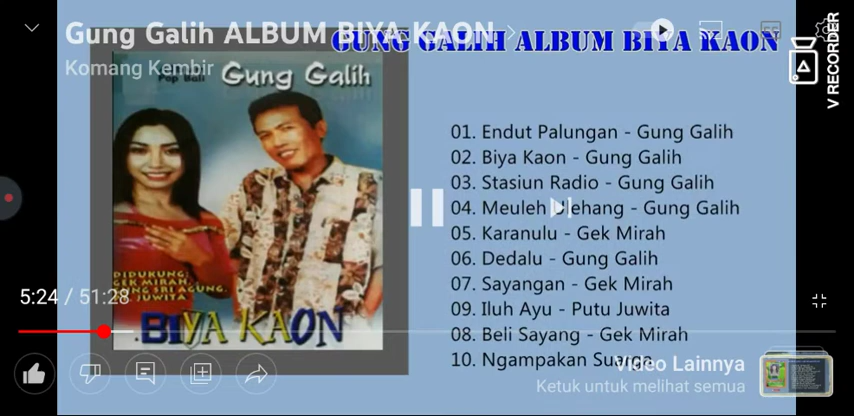 Gung Galih ALBUM BIYA KAON
GUNG GALIH ALBUM BIYA KAON
Komang Kembir
Pop Bali
Gung Galih
V RECORDER
01. Endut Palungan - Gung Galih
02. Biya Kaon - Gung Galih
03. Stasiun Radio - Gung Galih
04. Meuleh - Gung Galih
05. Karanulu - Gek Mirah
06. Dedalu - Gung Galih
07. Sayangan - Gek Mirah
09. Iluh Ayu - Putu Juwita
08. Beli Sayang - Gek Mirah
10. Ngampakan
DIDUKUNG:
GEK MIRAH,
SRI AGUNG.
JUWITA
BIYA KAON
5:24 / 51:28
Video Lainnya
Ketuk untuk melihat semua